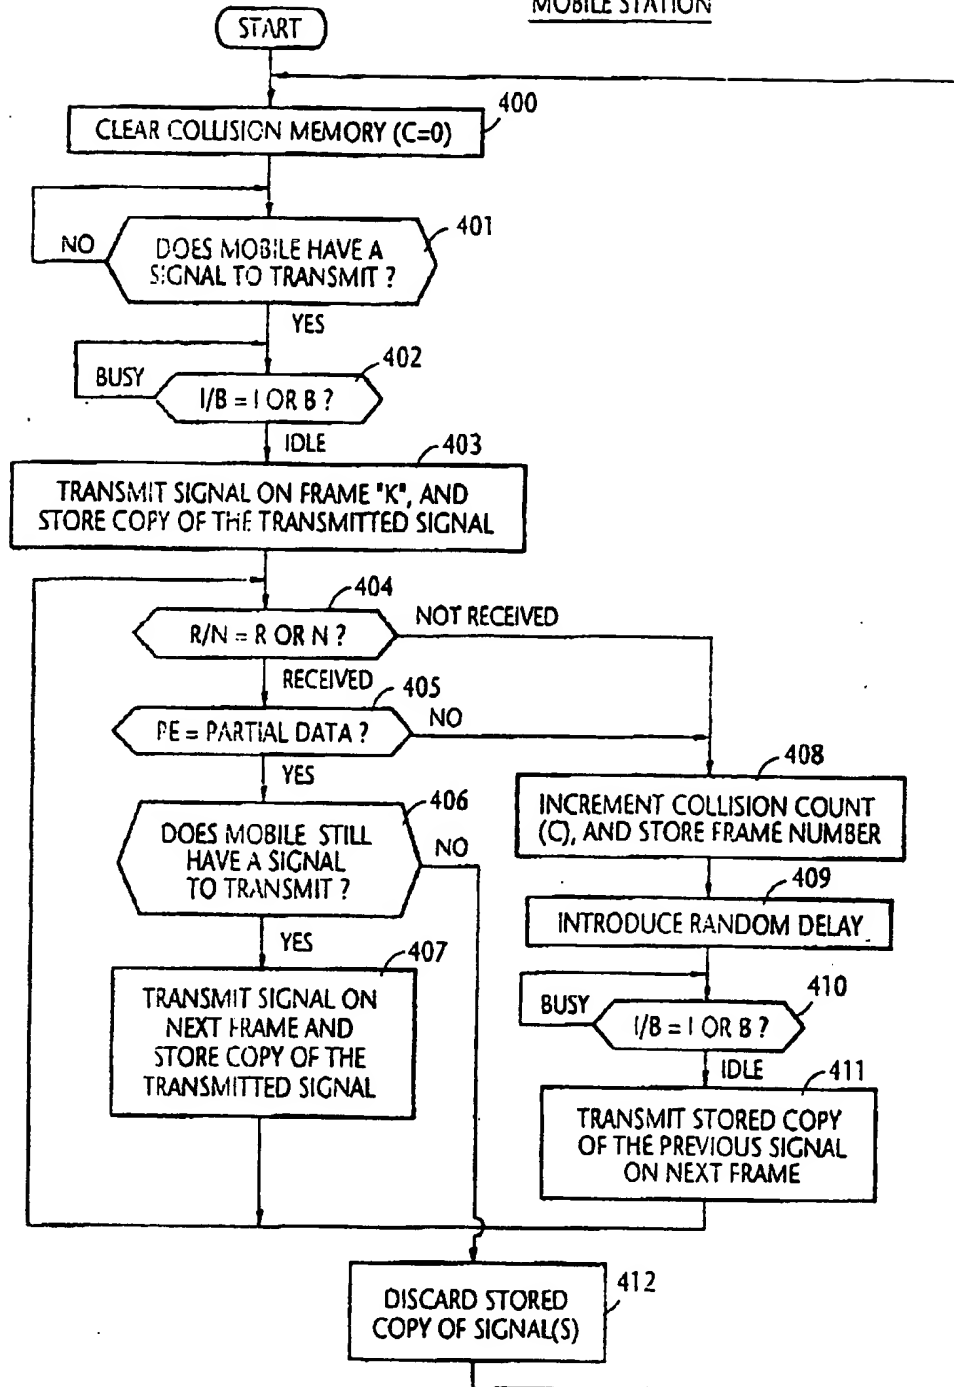 MOBILE STATION
START
CLEAR COLLISION MEMORY (C=0)
400
DOES MOBILE HAVE A
SIGNAL TO TRANSMIT ?
401
NO
YES
BUSY
I/B = I OR B ?
402
IDLE
403
TRANSMIT SIGNAL ON FRAME "K", AND
STORE COPY OF THE TRANSMITTED SIGNAL
404
R/N = R OR N ?
NOT RECEIVED
RECEIVED
405
PE = PARTIAL DATA ?
NO
YES
406
DOES MOBILE STILL
HAVE A SIGNAL
TO TRANSMIT ?
NO
YES
407
TRANSMIT SIGNAL ON
NEXT FRAME AND
STORE COPY OF THE
TRANSMITTED SIGNAL
408
INCREMENT COLLISION COUNT
(C), AND STORE FRAME NUMBER
409
INTRODUCE RANDOM DELAY
BUSY
I/B = I OR B ?
410
IDLE
411
TRANSMIT STORED COPY
OF THE PREVIOUS SIGNAL
ON NEXT FRAME
412
DISCARD STORED
COPY OF SIGNAL(S)